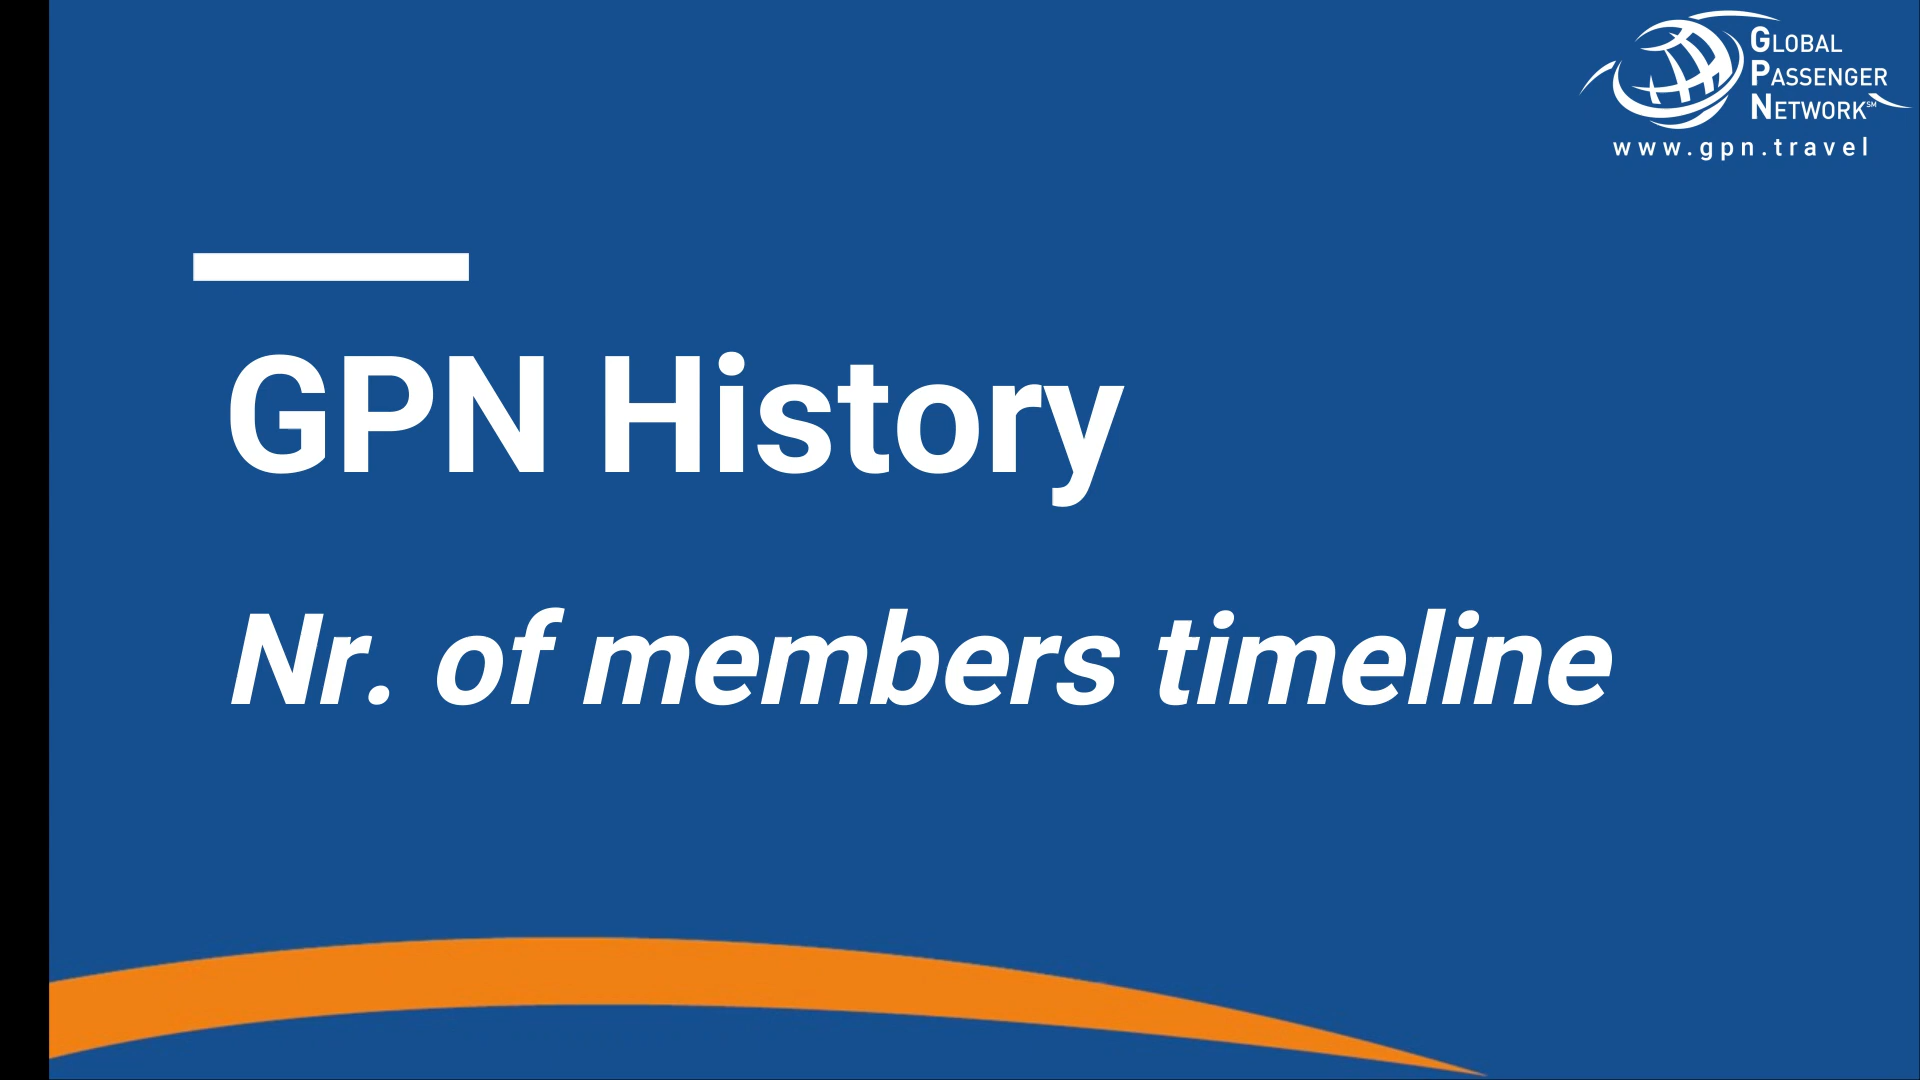 GLOBAL
PASSENGER
NETWORK℠
www.gpn.travel
GPN History
Nr. of members timeline